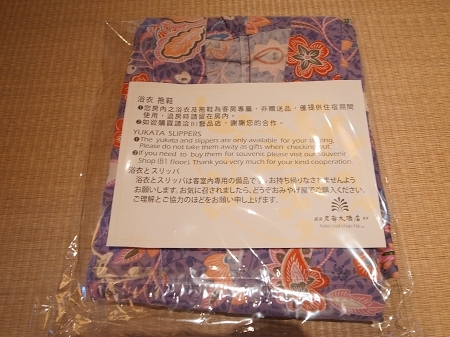 浴衣 拖鞋
❶您房內之浴衣及拖鞋為客房專屬，非贈送品，僅提供住宿期間
使用，退房時請留在房內。
❷如欲購買請洽B1藝品店，謝謝您的合作。
YUKATA SLIPPERS
❶The yukata and slippers are only available for your staying.
Please do not take them away as gifts when checking out.
❷If you need to buy them for souvenir, please visit our Souvenir
Shop (B1 floor). Thank you very much for your kind cooperation.
浴衣とスリッパ
浴衣とスリッパは客室内専用の備品です。お持ち帰りなさいませんよう
お願いします。お気に召されましたら、どうぞおみやげ屋でご購入ください。
ご理解とご協力のほどをお願い申し上げます。
老爺大酒店